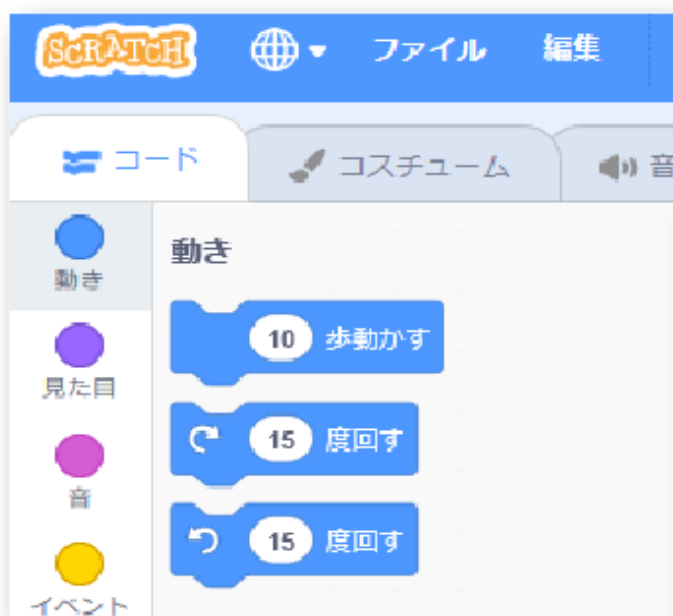 SCRATCH ファイル 編集
コード コスチューム 音
動き
動き
10 歩動かす
見た目
15 度回す
音
15 度回す
イベント